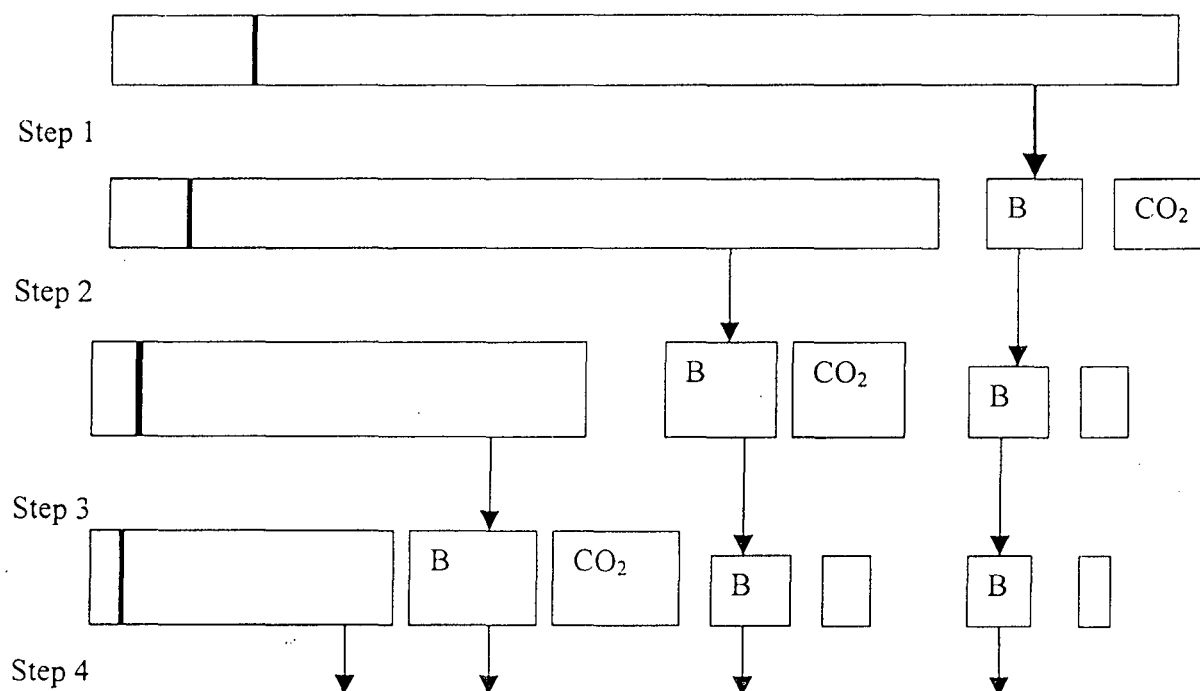 Step 1
B CO₂
Step 2
B CO₂ B
Step 3
B CO₂ B B
Step 4